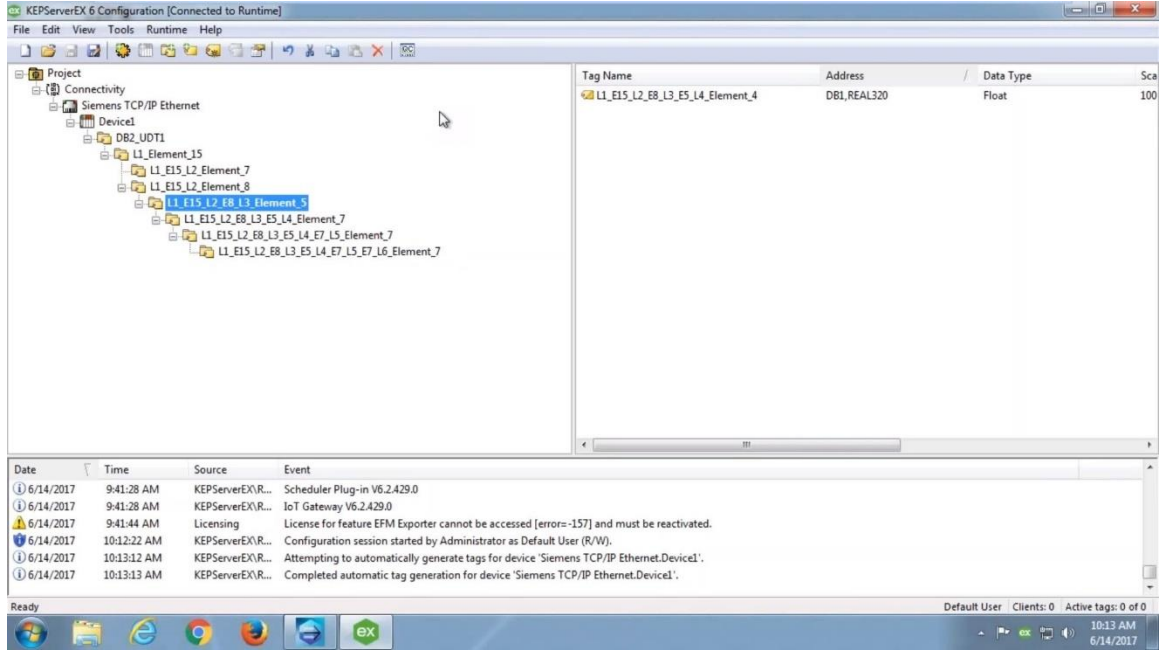 KEPServerEX 6 Configuration [Connected to Runtime]
File Edit View Tools Runtime Help
Project
Connectivity
Siemens TCP/IP Ethernet
Device1
DB2_UDT1
L1_Element_15
L1_E15_L2_Element_7
L1_E15_L2_Element_8
L1_E15_L2_E8_L3_Element_5
L1_E15_L2_E8_L3_E5_L4_Element_7
L1_E15_L2_E8_L3_E5_L4_E7_L5_Element_7
L1_E15_L2_E8_L3_E5_L4_E7_L5_E7_L6_Element_7
Tag Name Address Data Type Sca
L1_E15_L2_E8_L3_E5_L4_Element_4 DB1,REAL320 Float 100
Date Time Source Event
6/14/2017 9:41:28 AM KEPServerEX\R... Scheduler Plug-in V6.2.429.0
6/14/2017 9:41:28 AM KEPServerEX\R... IoT Gateway V6.2.429.0
6/14/2017 9:41:44 AM Licensing License for feature EFM Exporter cannot be accessed [error=-157] and must be reactivated.
6/14/2017 10:12:22 AM KEPServerEX\R... Configuration session started by Administrator as Default User (R/W).
6/14/2017 10:13:12 AM KEPServerEX\R... Attempting to automatically generate tags for device 'Siemens TCP/IP Ethernet.Device1'.
6/14/2017 10:13:13 AM KEPServerEX\R... Completed automatic tag generation for device 'Siemens TCP/IP Ethernet.Device1'.
Ready Default User Clients: 0 Active tags: 0 of 0
ex ex 10:13 AM
6/14/2017